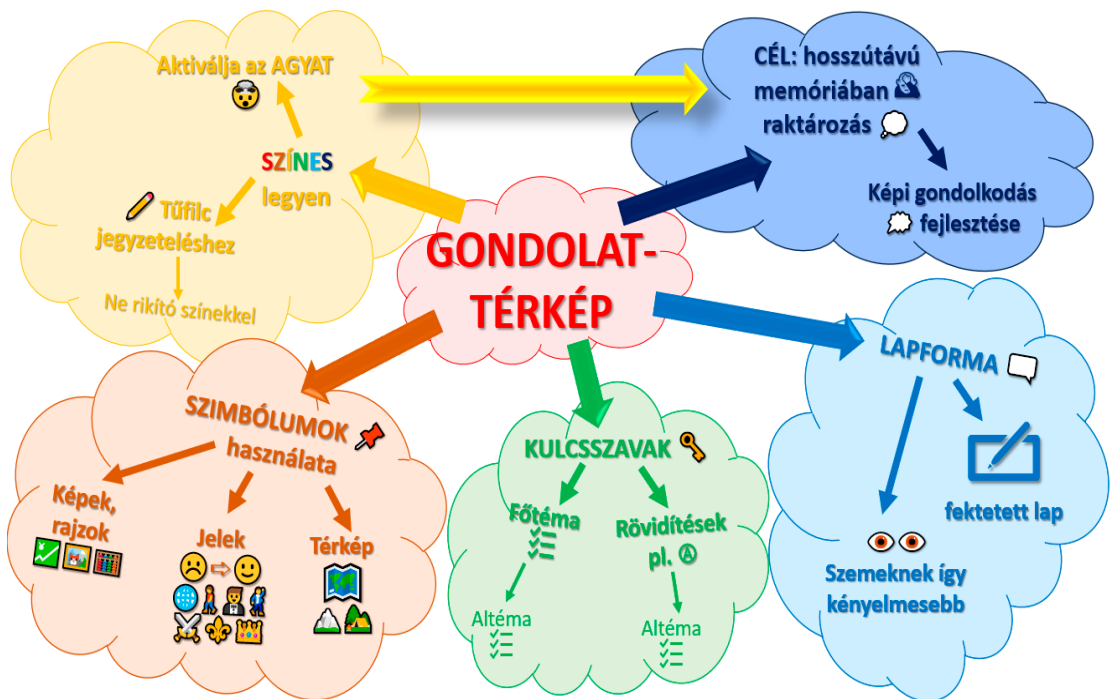 Aktiválja az AGYAT
SZÍNES
legyen
Tűfilc
jegyzeteléshez
Ne rikító színekkel
CÉL: hosszútávú
memóriában
raktározás
Képi gondolkodás
fejlesztése
GONDOLAT-
TÉRKÉP
LAPFORMA
fektetett lap
Szemeknek így
kényelmesebb
SZIMBÓLUMOK
használata
Képek,
rajzok
Jelek
Térkép
KULCSSZAVAK
Főtéma
Altéma
Rövidítések
pl. Ⓐ
Altéma